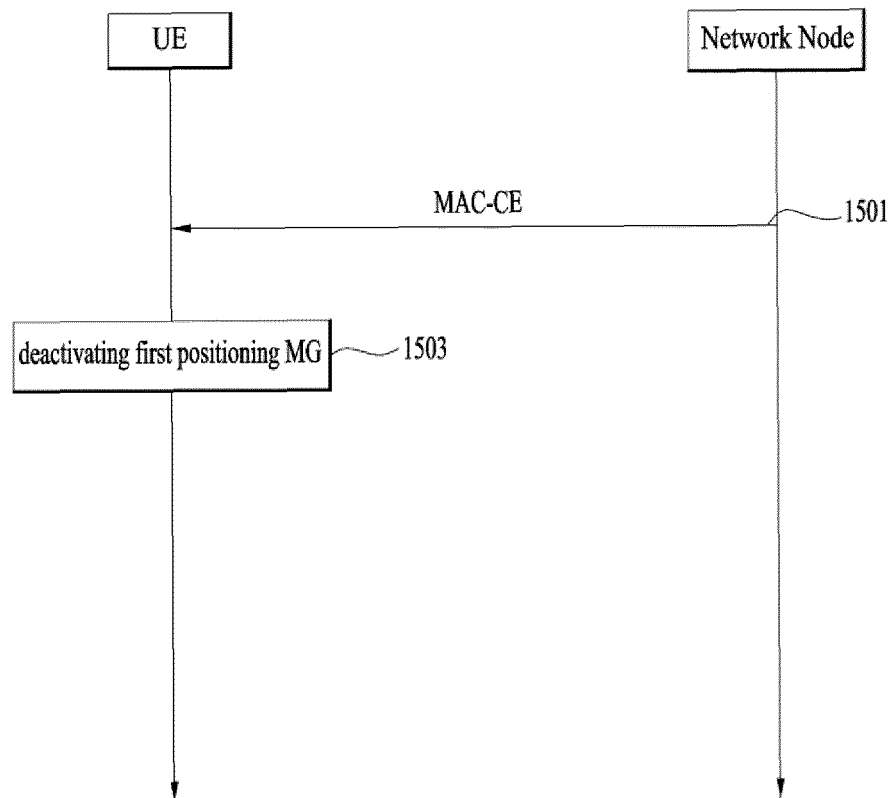 UE
Network Node
MAC-CE
1501
deactivating first positioning MG
1503